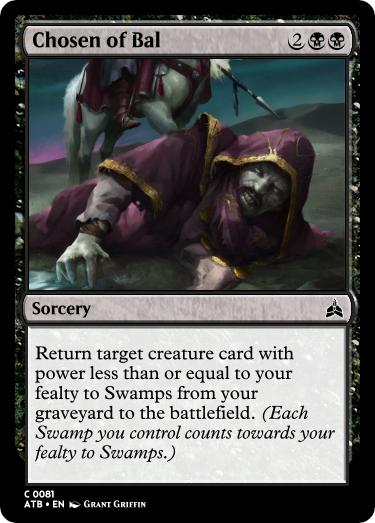 Chosen of Bal 2
Sorcery
Return target creature card with
power less than or equal to your
fealty to Swamps from your
graveyard to the battlefield. (Each
Swamp you control counts towards your
fealty to Swamps.)
C 0081
ATB • EN GRANT GRIFFIN